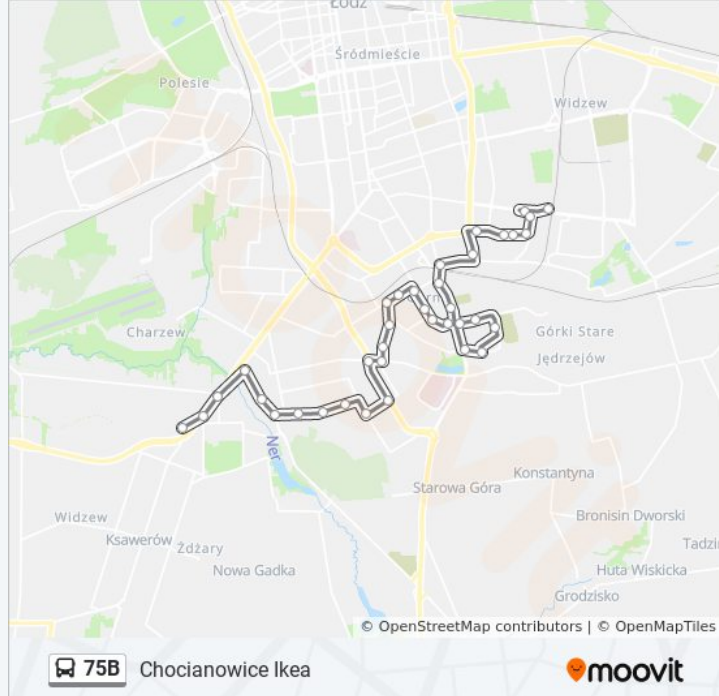 Łódź
Śródmieście
Polesie
Widzew
Charzew
Górki Stare
Jędrzejów
Ner
Konstantyna
Starowa Góra
Bronisin Dworski
Widzew
Ksawerów
Żdżary
Nowa Gadka
Huta Wiskicka
Grodzisko
© OpenStreetMap contributors | © OpenMapTiles
75B Chocianowice Ikea
moovit